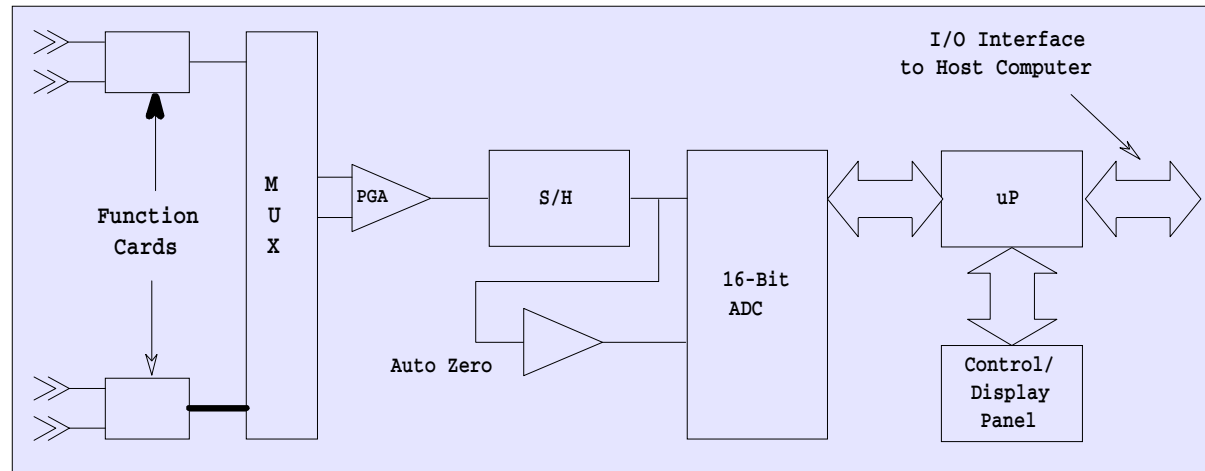 I/O Interface
to Host Computer
M
U
X
PGA
S/H
uP
Function
Cards
16-Bit
ADC
Auto Zero
Control/
Display
Panel